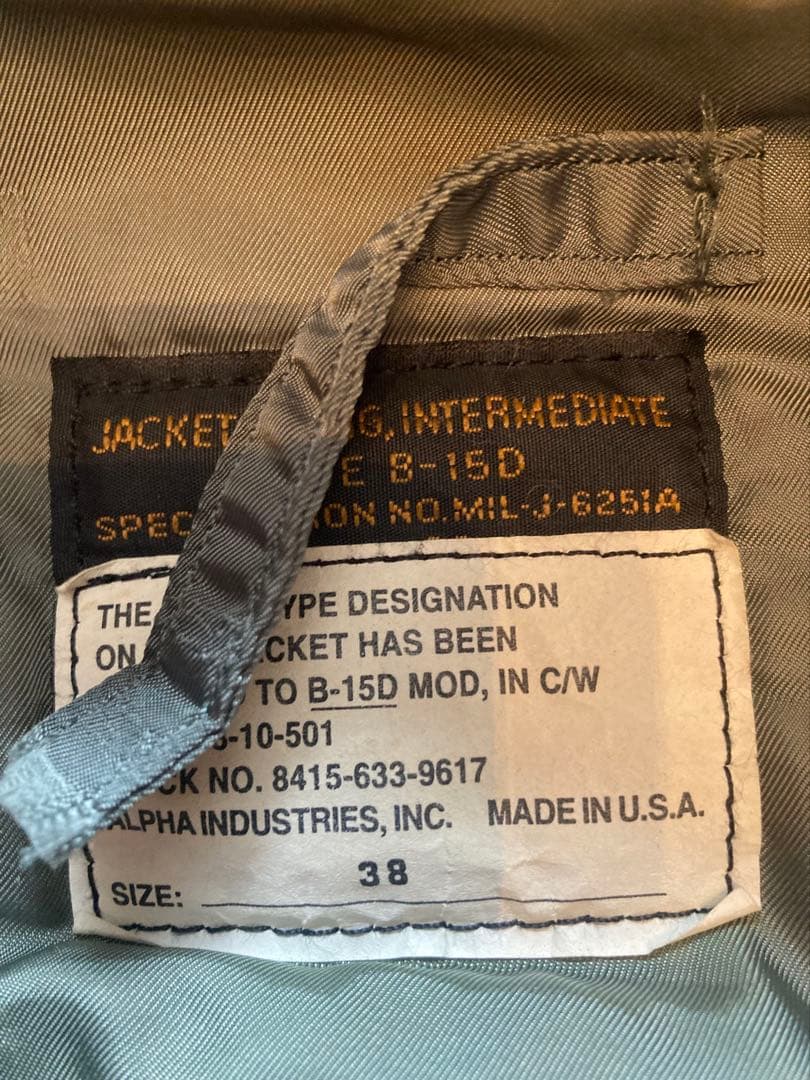 JACKET G, INTERMEDIATE
E B-15D
SPEC ION NO. MIL-J-6251A
THE YPE DESIGNATION
ON CKET HAS BEEN
TO B-15D MOD, IN C/W
-10-501
CK NO. 8415-633-9617
ALPHA INDUSTRIES, INC. MADE IN U.S.A.
SIZE: 38